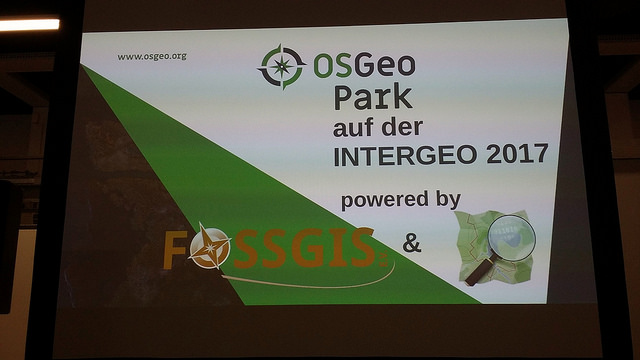 www.osgeo.org
OSGeo
Park
auf der
INTERGEO 2017
powered by
FOSSGIS
&